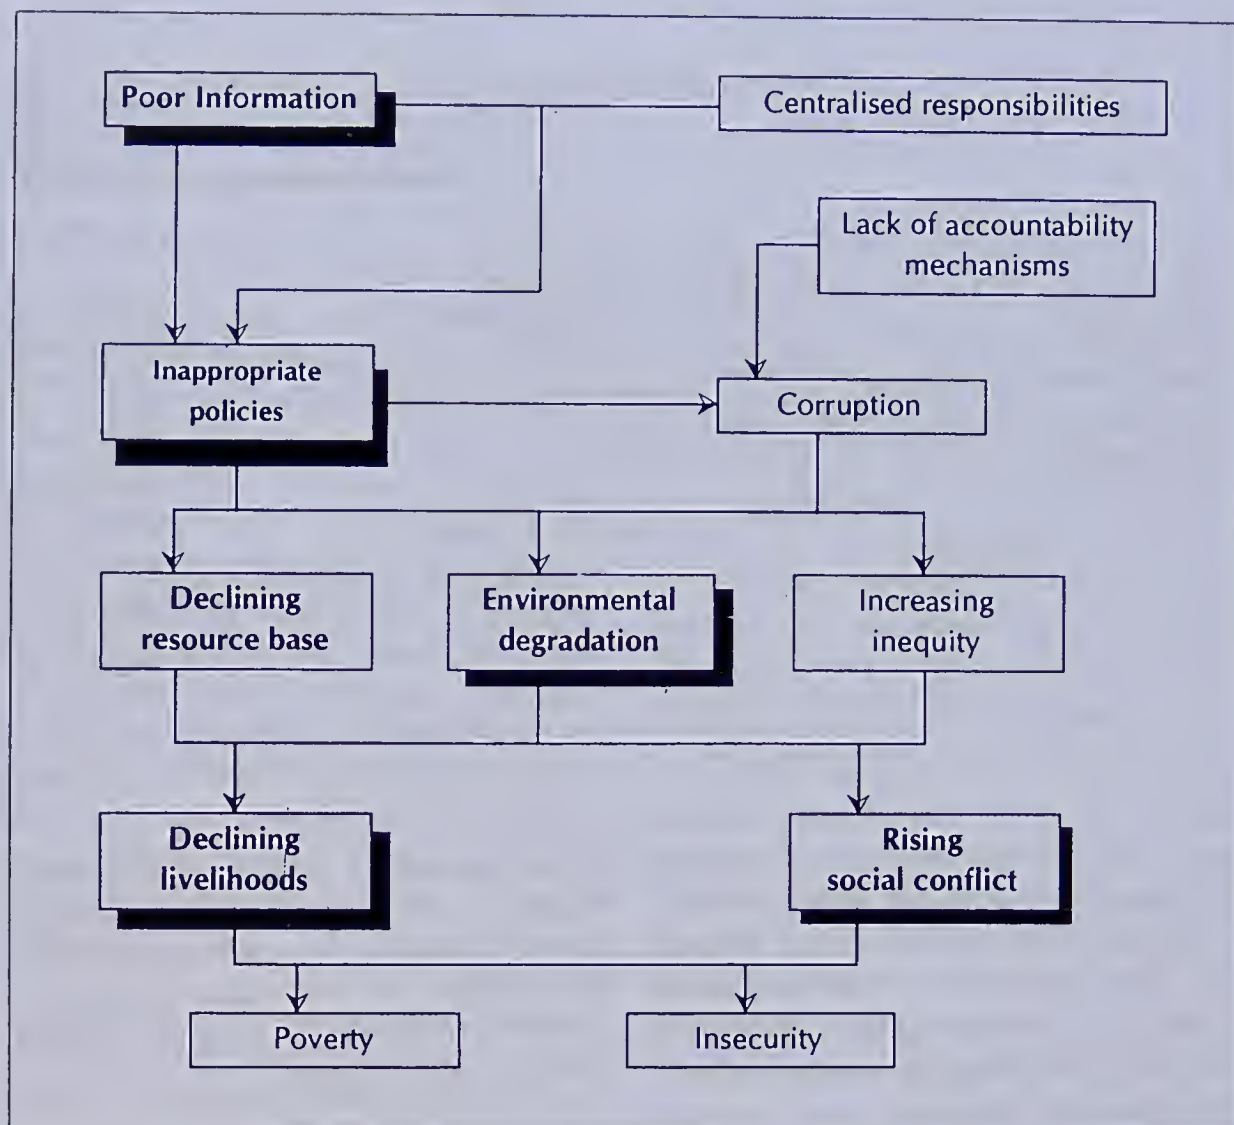 Poor Information
Centralised responsibilities
Lack of accountability
mechanisms
Inappropriate
policies
Corruption
Declining
resource base
Environmental
degradation
Increasing
inequity
Declining
livelihoods
Rising
social conflict
Poverty
Insecurity